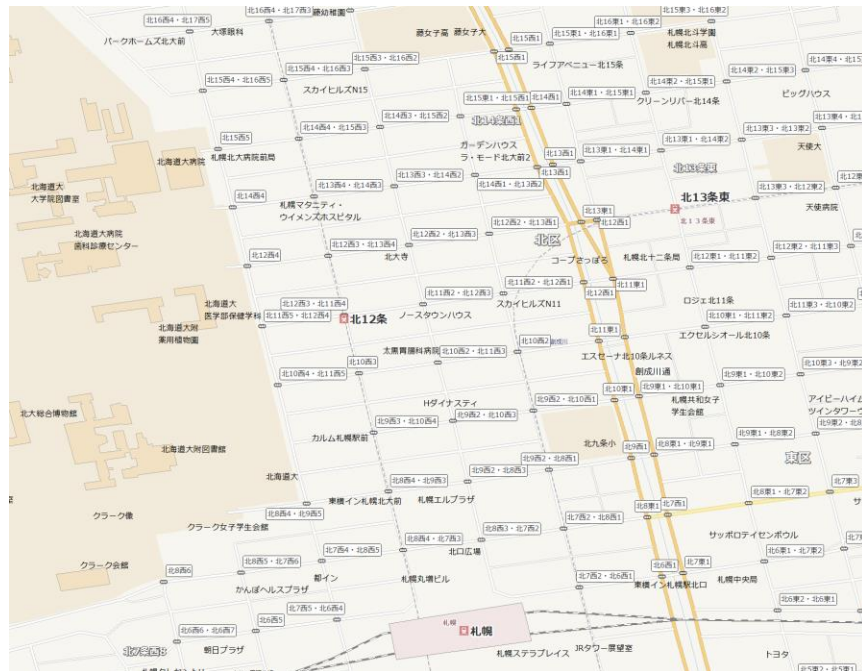 北16西4・北17西3
藤幼稚園
北15東3・北16東2
北16西4・北17西5
大塚眼科
藤女子高
藤女子大
北16東1・北16東2
北15東1・北16西1
札幌北斗学園
札幌北斗高
パークホームズ北大前
北15西1
北15西3・北16西2
北15西1
北14東4・北15
北15西4・北16西3
ライフアベニュー北15条
北14東2・北15東3
北15西4・北16西5
北14東2・北15東1
スカイヒルズN15
北14東1・北15東1
ビッグハウス
北15東1・北15西1
北14西1
クリーンリバー北14条
北14西3・北15西2
北14条西1
北13東4・北1
北14西4・北15西3
北13東3・北13東2
北15西5
北13東1・北14東2
ガーデンハウス
北13東1・北14東1
天使大
札幌北大病院前局
ラ・モード北大前2
北13西1
北海道大病院
北13条東
北13西3・北14西2
北13西1
北13西4・北14西3
北14西1・北13西2
北海道大
大学院図書室
北13東3・北12東2
北12東
北14西4
北13条東
札幌マタニティ・
ウイメンズホスピタル
天使病院
北13東1
北13条東
北12西2・北13西1
北12西1
北海道大病院
歯科診療センター
北12西2・北13西3
北区
北12西3・北13西4
北12東2・北11東3
北大寺
コープさっぽろ
札幌北十二条局
北12西4
北12東1・北11東2
北11西2・北12西1
北11東1
北11西2・北12西3
北12西1
北海道大
医学部保健学科
北12西3・北11西4
スカイヒルズN11
ロジェ北11条
北11西5・北12西4
北12条
ノースタウンハウス
北11東3・北10東2
北10東1・北11東2
北海道大附
薬用植物園
北11東1
エクセルシオール北10条
北10西2
太黒胃腸科病院
北10西2・北11西3
エスセーナ北10条ルネス
北10西3
北10東3・北9東2
北10西4・北11西5
創成川通
北9東1・北10東2
北10東1
北9東1・北10東1
Hダイナスティ
北9西2・北10西1
札幌共和女子
学生会館
アイビーハイム
ツインタワーウ
北大総合博物館
北9西3・北10西4
北9西2・北10西3
北9東2・北8
カルム札幌駅前
北九条小
北9東1・北8東2
北海道大附図書館
北9西1
北8東1・北9東1
北9西2・北8西1
東区
北9西2・北8西3
北海道大
北8西4・北9西3
北7東3
東横イン札幌北大前
札幌エルプラザ
北8東1・北7東2
北8東1
北7西1
クラーク像
北8西4・北9西5
北7西2・北8西1
クラーク女子学生会館
北8西3・北7西2
サッポロテイセンボウル
北8西4・北7西3
北口広場
北7西4・北8西5
北6東1・北7東2
クラーク会館
北8西5・北7西6
北8西6
北6西1
北7東1
都イン
札幌丸増ビル
北7西2・北6西1
札幌中央局
かんぽヘルスプラザ
東横イン札幌駅北口
北7西5・北6西4
北6東2・北6東1
北6西5
札幌
北6西6・北6西7
札幌
北7条西8
朝日プラザ
札幌ステラプレイス
JRタワー展望室
トヨタ
北5東2・北5東1